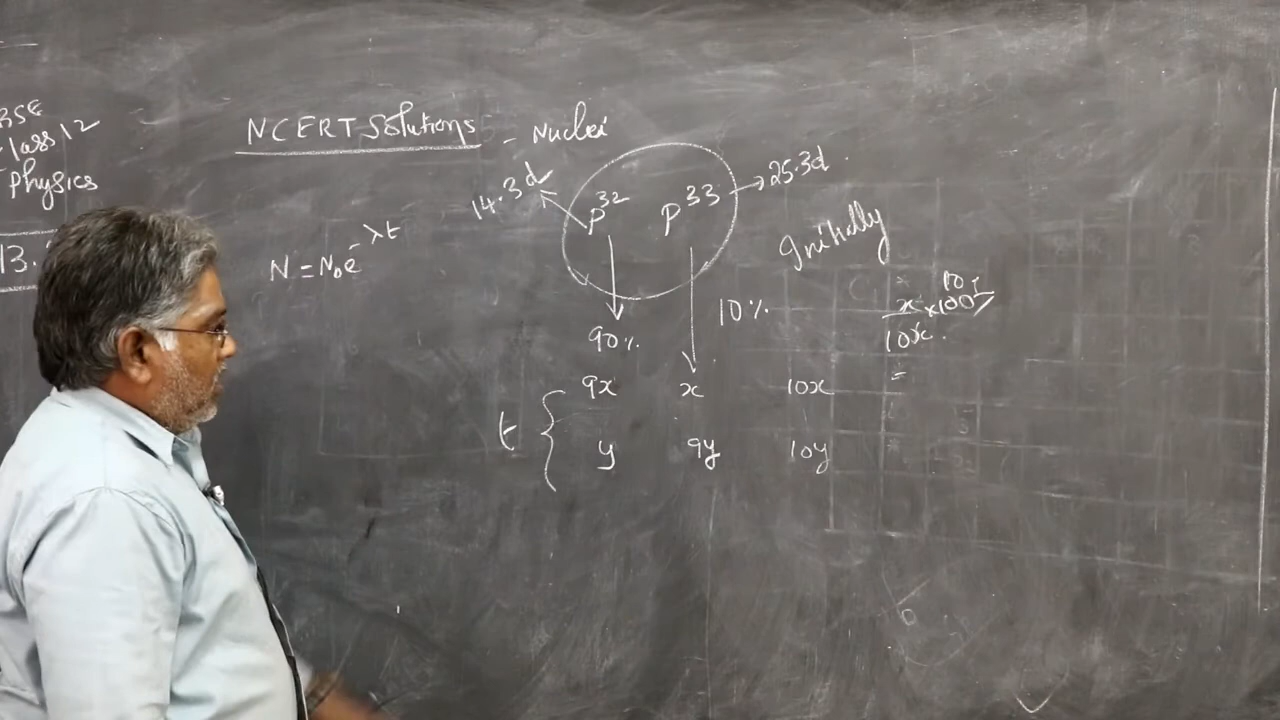 Class 12
Physics
13.
NCERT Solutions - Nuclei
14.3d
P³² P³³
25.3d
N = N₀e^-λt
Initially
90%
10%
x × 100
10x
10%
=
9x x 10x
t { y 9y 10y